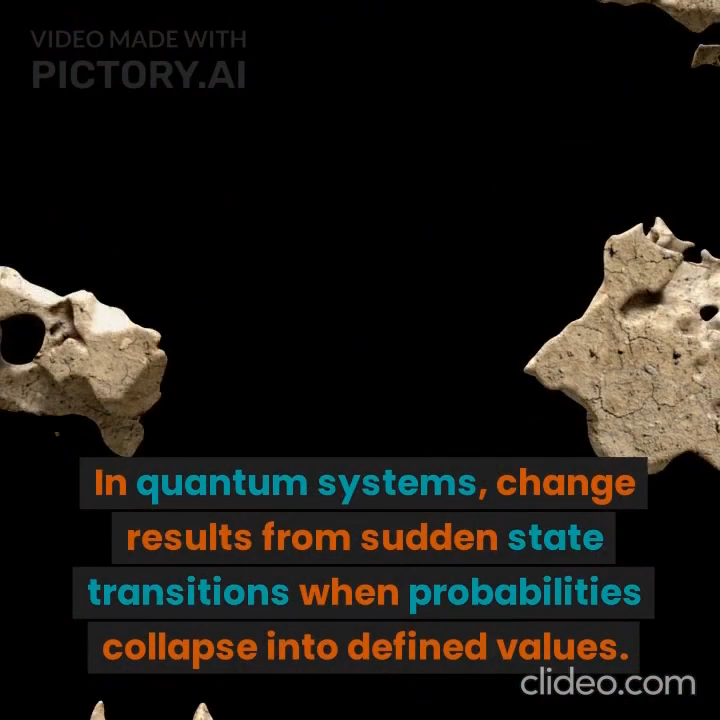 VIDEO MADE WITH
PICTORY.AI
In quantum systems, change
results from sudden state
transitions when probabilities
collapse into defined values.
clideo.com